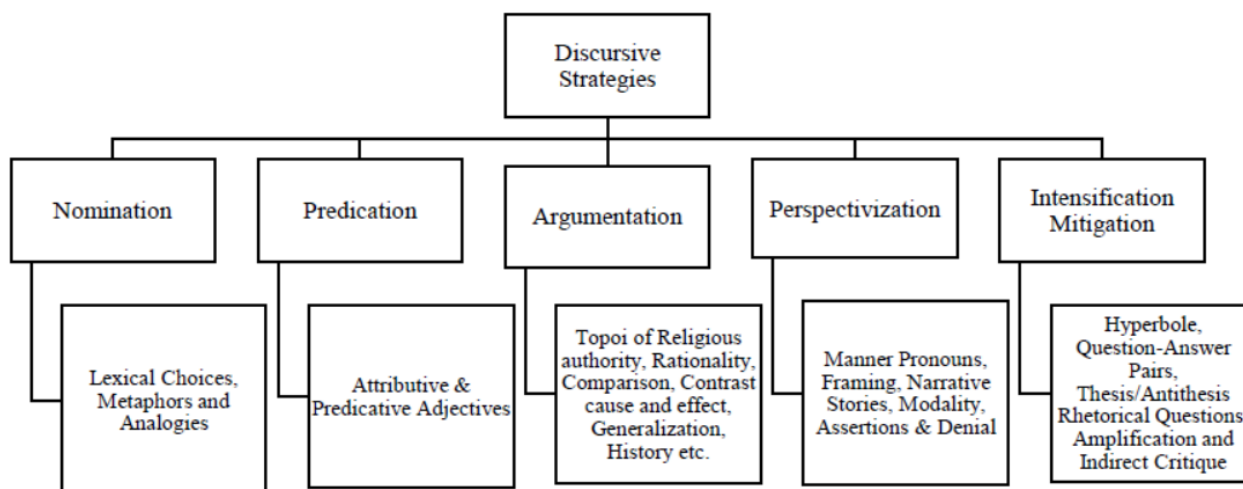 Discursive
Strategies
Nomination
Predication
Argumentation
Perspectivization
Intensification
Mitigation
Lexical Choices,
Metaphors and
Analogies
Attributive &
Predicative Adjectives
Topoi of Religious
authority, Rationality,
Comparison, Contrast
cause and effect,
Generalization,
History etc.
Manner Pronouns,
Framing, Narrative
Stories, Modality,
Assertions & Denial
Hyperbole,
Question-Answer
Pairs,
Thesis/Antithesis
Rhetorical Questions
Amplification and
Indirect Critique